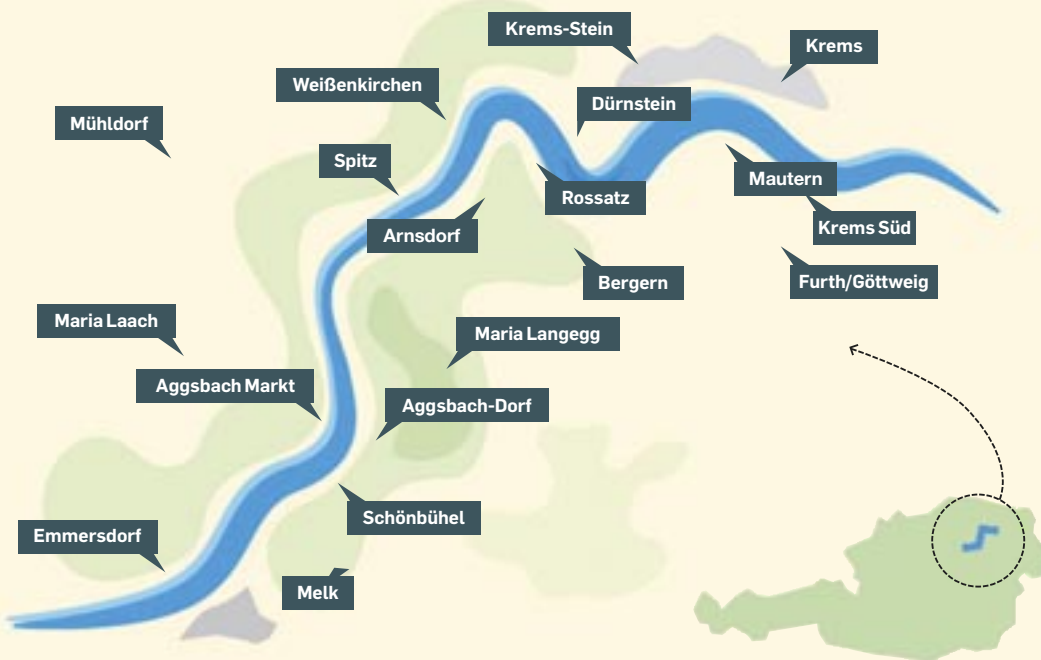 Krems-Stein
Krems
Weißenkirchen
Dürnstein
Mühldorf
Spitz
Mautern
Rossatz
Arnsdorf
Krems Süd
Bergern
Furth/Göttweig
Maria Laach
Maria Langegg
Aggsbach Markt
Aggsbach-Dorf
Schönbühel
Emmersdorf
Melk